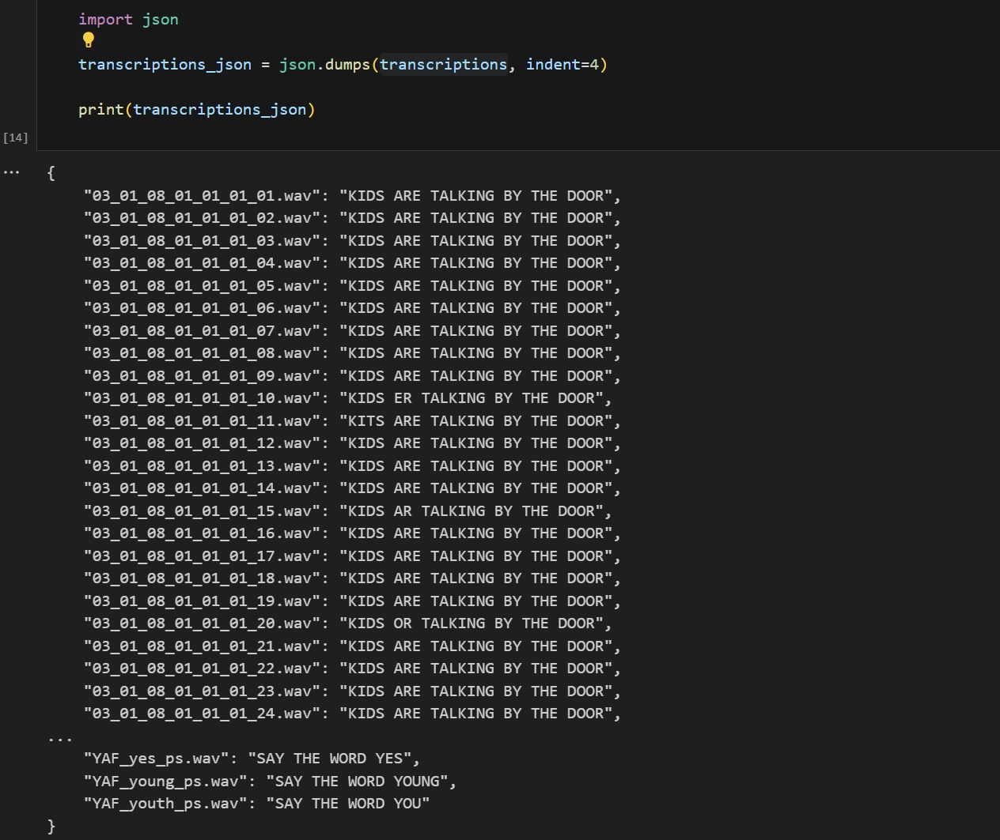 import json
transcriptions_json = json.dumps(transcriptions, indent=4)
print(transcriptions_json)
[14]
... {
"03_01_08_01_01_01_01.wav": "KIDS ARE TALKING BY THE DOOR",
"03_01_08_01_01_01_02.wav": "KIDS ARE TALKING BY THE DOOR",
"03_01_08_01_01_01_03.wav": "KIDS ARE TALKING BY THE DOOR",
"03_01_08_01_01_01_04.wav": "KIDS ARE TALKING BY THE DOOR",
"03_01_08_01_01_01_05.wav": "KIDS ARE TALKING BY THE DOOR",
"03_01_08_01_01_01_06.wav": "KIDS ARE TALKING BY THE DOOR",
"03_01_08_01_01_01_07.wav": "KIDS ARE TALKING BY THE DOOR",
"03_01_08_01_01_01_08.wav": "KIDS ARE TALKING BY THE DOOR",
"03_01_08_01_01_01_09.wav": "KIDS ARE TALKING BY THE DOOR",
"03_01_08_01_01_01_10.wav": "KIDS ER TALKING BY THE DOOR",
"03_01_08_01_01_01_11.wav": "KITS ARE TALKING BY THE DOOR",
"03_01_08_01_01_01_12.wav": "KIDS ARE TALKING BY THE DOOR",
"03_01_08_01_01_01_13.wav": "KIDS ARE TALKING BY THE DOOR",
"03_01_08_01_01_01_14.wav": "KIDS ARE TALKING BY THE DOOR",
"03_01_08_01_01_01_15.wav": "KIDS AR TALKING BY THE DOOR",
"03_01_08_01_01_01_16.wav": "KIDS ARE TALKING BY THE DOOR",
"03_01_08_01_01_01_17.wav": "KIDS ARE TALKING BY THE DOOR",
"03_01_08_01_01_01_18.wav": "KIDS ARE TALKING BY THE DOOR",
"03_01_08_01_01_01_19.wav": "KIDS ARE TALKING BY THE DOOR",
"03_01_08_01_01_01_20.wav": "KIDS OR TALKING BY THE DOOR",
"03_01_08_01_01_01_21.wav": "KIDS ARE TALKING BY THE DOOR",
"03_01_08_01_01_01_22.wav": "KIDS ARE TALKING BY THE DOOR",
"03_01_08_01_01_01_23.wav": "KIDS ARE TALKING BY THE DOOR",
"03_01_08_01_01_01_24.wav": "KIDS ARE TALKING BY THE DOOR",
...
"YAF_yes_ps.wav": "SAY THE WORD YES",
"YAF_young_ps.wav": "SAY THE WORD YOUNG",
"YAF_youth_ps.wav": "SAY THE WORD YOU"
}